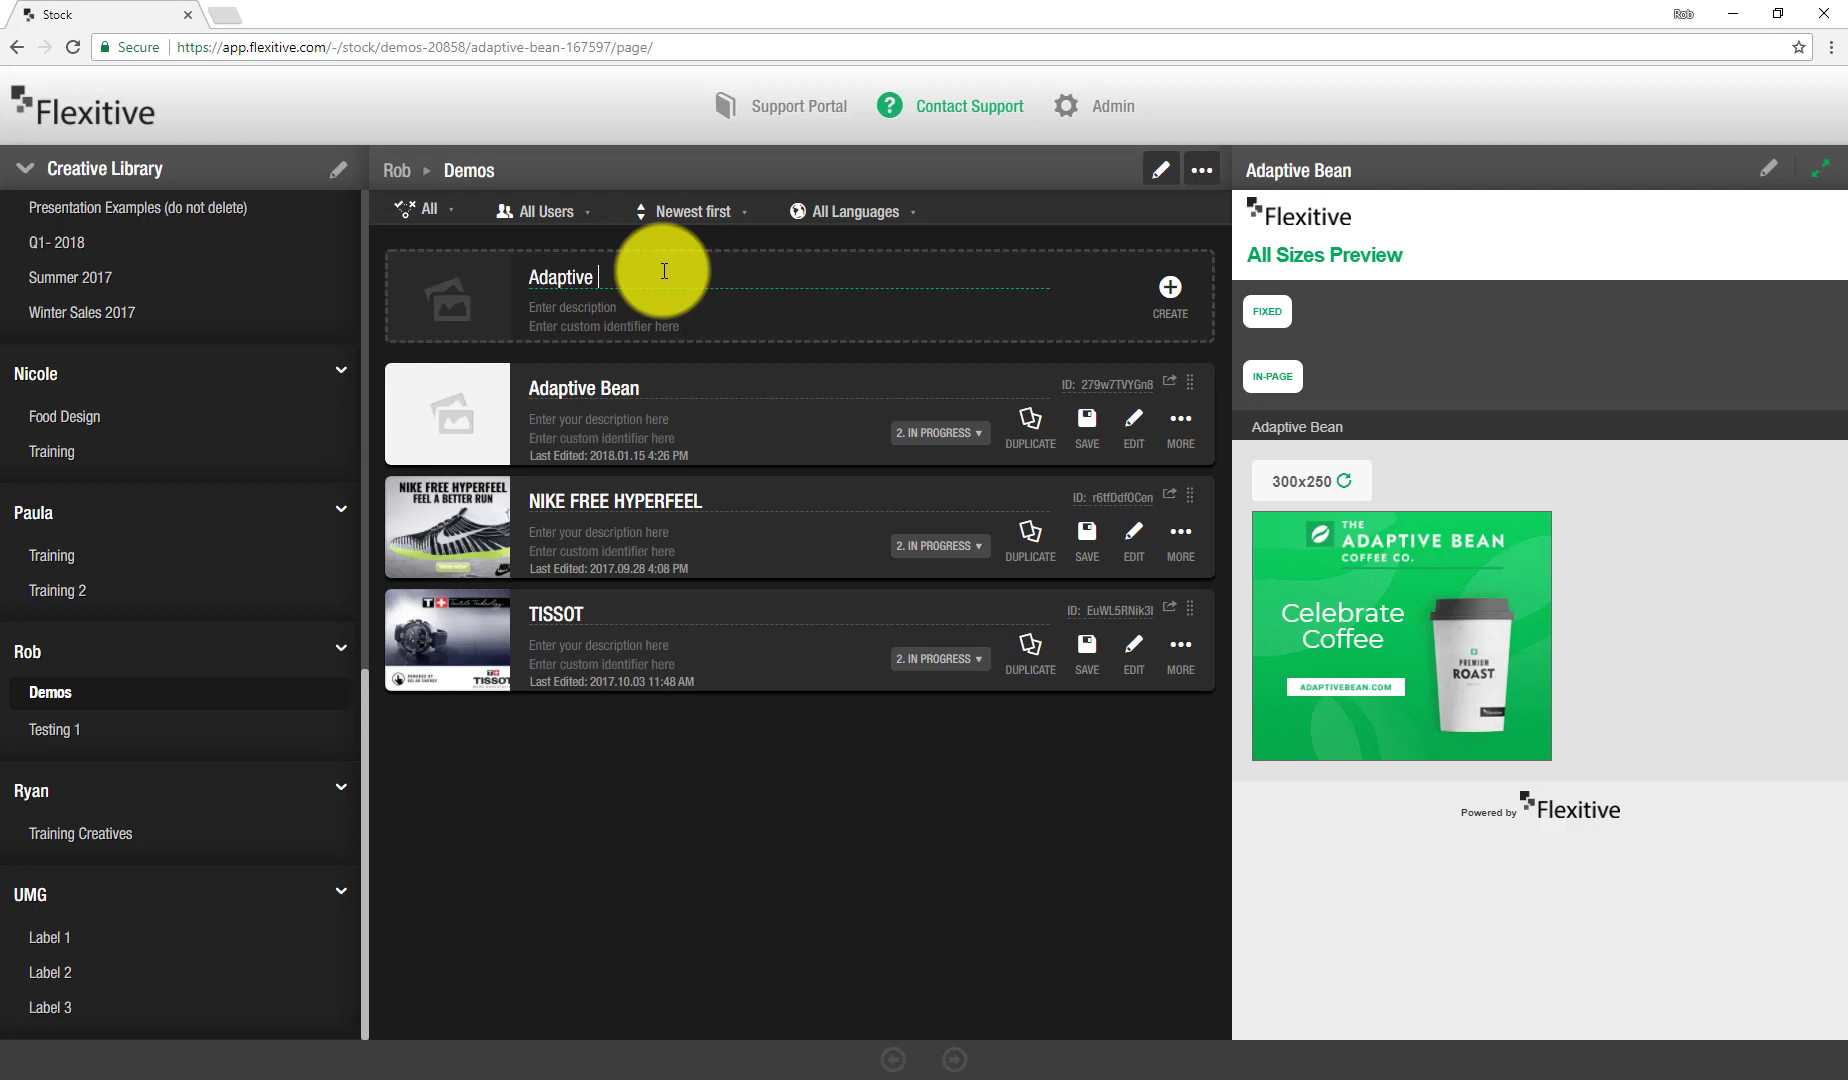 Stock
Rob
Secure
https://app.flexitive.com/-/stock/demos-20858/adaptive-bean-167597/page/
Flexitive
Support Portal
? Contact Support
Admin
Creative Library
Presentation Examples (do not delete)
Q1- 2018
Summer 2017
Winter Sales 2017
Nicole
Food Design
Training
Paula
Training
Training 2
Rob
Demos
Testing 1
Ryan
Training Creatives
UMG
Label 1
Label 2
Label 3
Rob ▸ Demos
All
All Users
Newest first
All Languages
Adaptive
Enter description
Enter custom identifier here
CREATE
Adaptive Bean
ID: 279w7TVYGn8
Enter your description here
Enter custom identifier here
Last Edited: 2018.01.15 4:26 PM
2. IN PROGRESS ▾
DUPLICATE
SAVE
EDIT
MORE
NIKE FREE HYPERFEEL
FEEL A BETTER RUN
NIKE FREE HYPERFEEL
ID: r6tfDdf0Cen
Enter your description here
Enter custom identifier here
Last Edited: 2017.09.28 4:08 PM
2. IN PROGRESS ▾
DUPLICATE
SAVE
EDIT
MORE
TISSOT
TISSOT
ID: EuWL5RNik3I
Enter your description here
Enter custom identifier here
Last Edited: 2017.10.03 11:48 AM
2. IN PROGRESS ▾
DUPLICATE
SAVE
EDIT
MORE
Adaptive Bean
Flexitive
All Sizes Preview
FIXED
IN-PAGE
Adaptive Bean
300x250
THE
ADAPTIVE BEAN
COFFEE CO.
Celebrate
Coffee
ADAPTIVEBEAN.COM
PREMIUM
ROAST
Powered by Flexitive